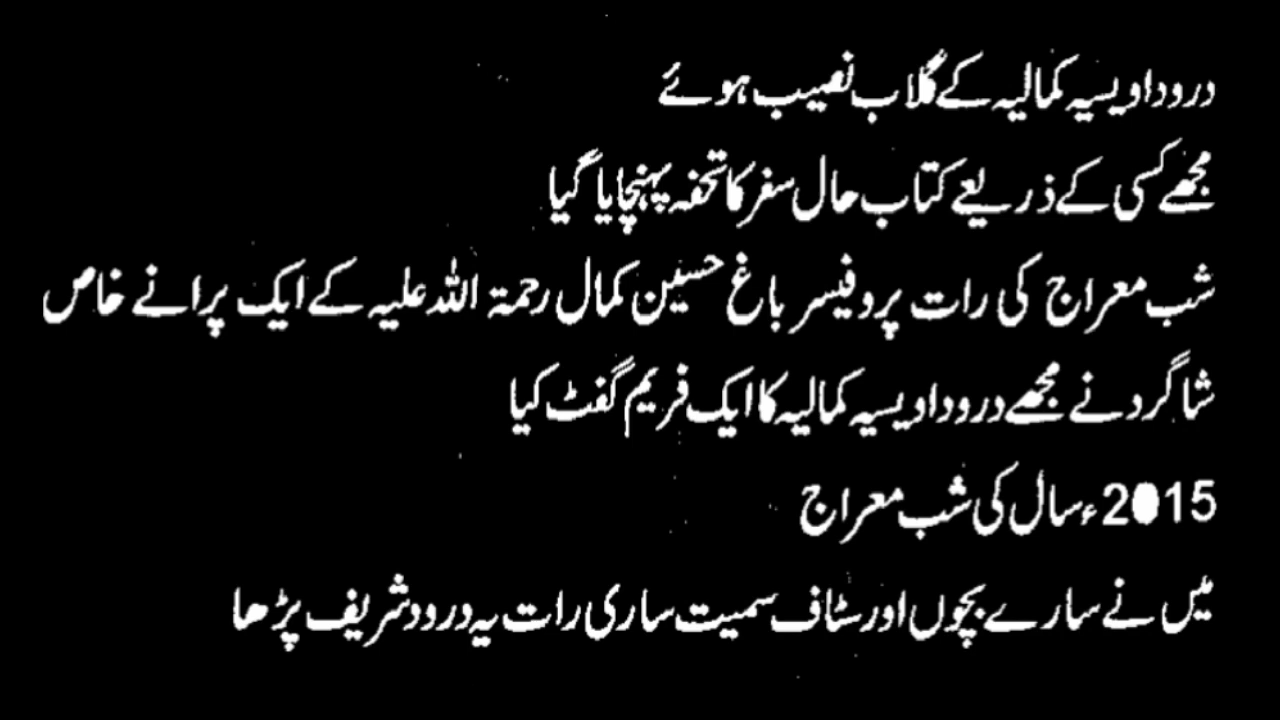 درود اویسیہ کمالیہ کے گلاب نصیب ہوئے
مجھے کسی کے ذریعے کتاب حال سفر کا تحفہ پہنچایا گیا
شب معراج کی رات پروفیسر باغ حسین کمال رحمۃ اللہ علیہ کے ایک پرانے خاص
شاگرد نے مجھے درود اویسیہ کمالیہ کا ایک فریم گفٹ کیا
2015ء سال کی شب معراج
میں نے سارے بچوں اور سٹاف سمیت ساری رات یہ درود شریف پڑھا